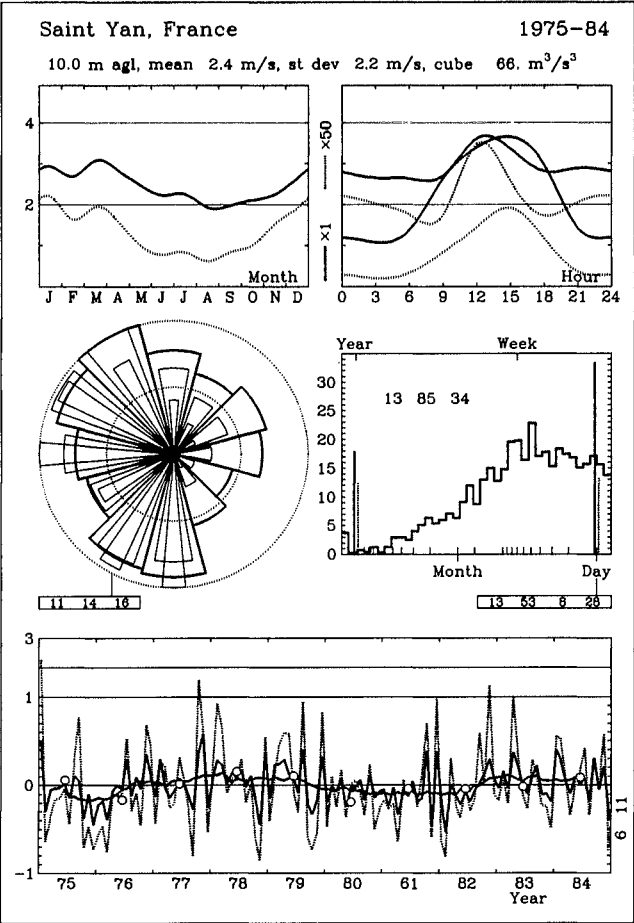 Saint Yan, France 1975-84
10.0 m agl, mean 2.4 m/s, st dev 2.2 m/s, cube 66. m³/s³
4
2
Month
J F M A M J J A S O N D
×1 ×50
Hour
0 3 6 9 12 15 18 21 24
Year Week
35
30
25
20
15
10
5
0
13 85 34
Month Day
11 14 16
13 53 8 28
3
1
0
-1
75 76 77 78 79 80 61 82 83 84
Year
6 11